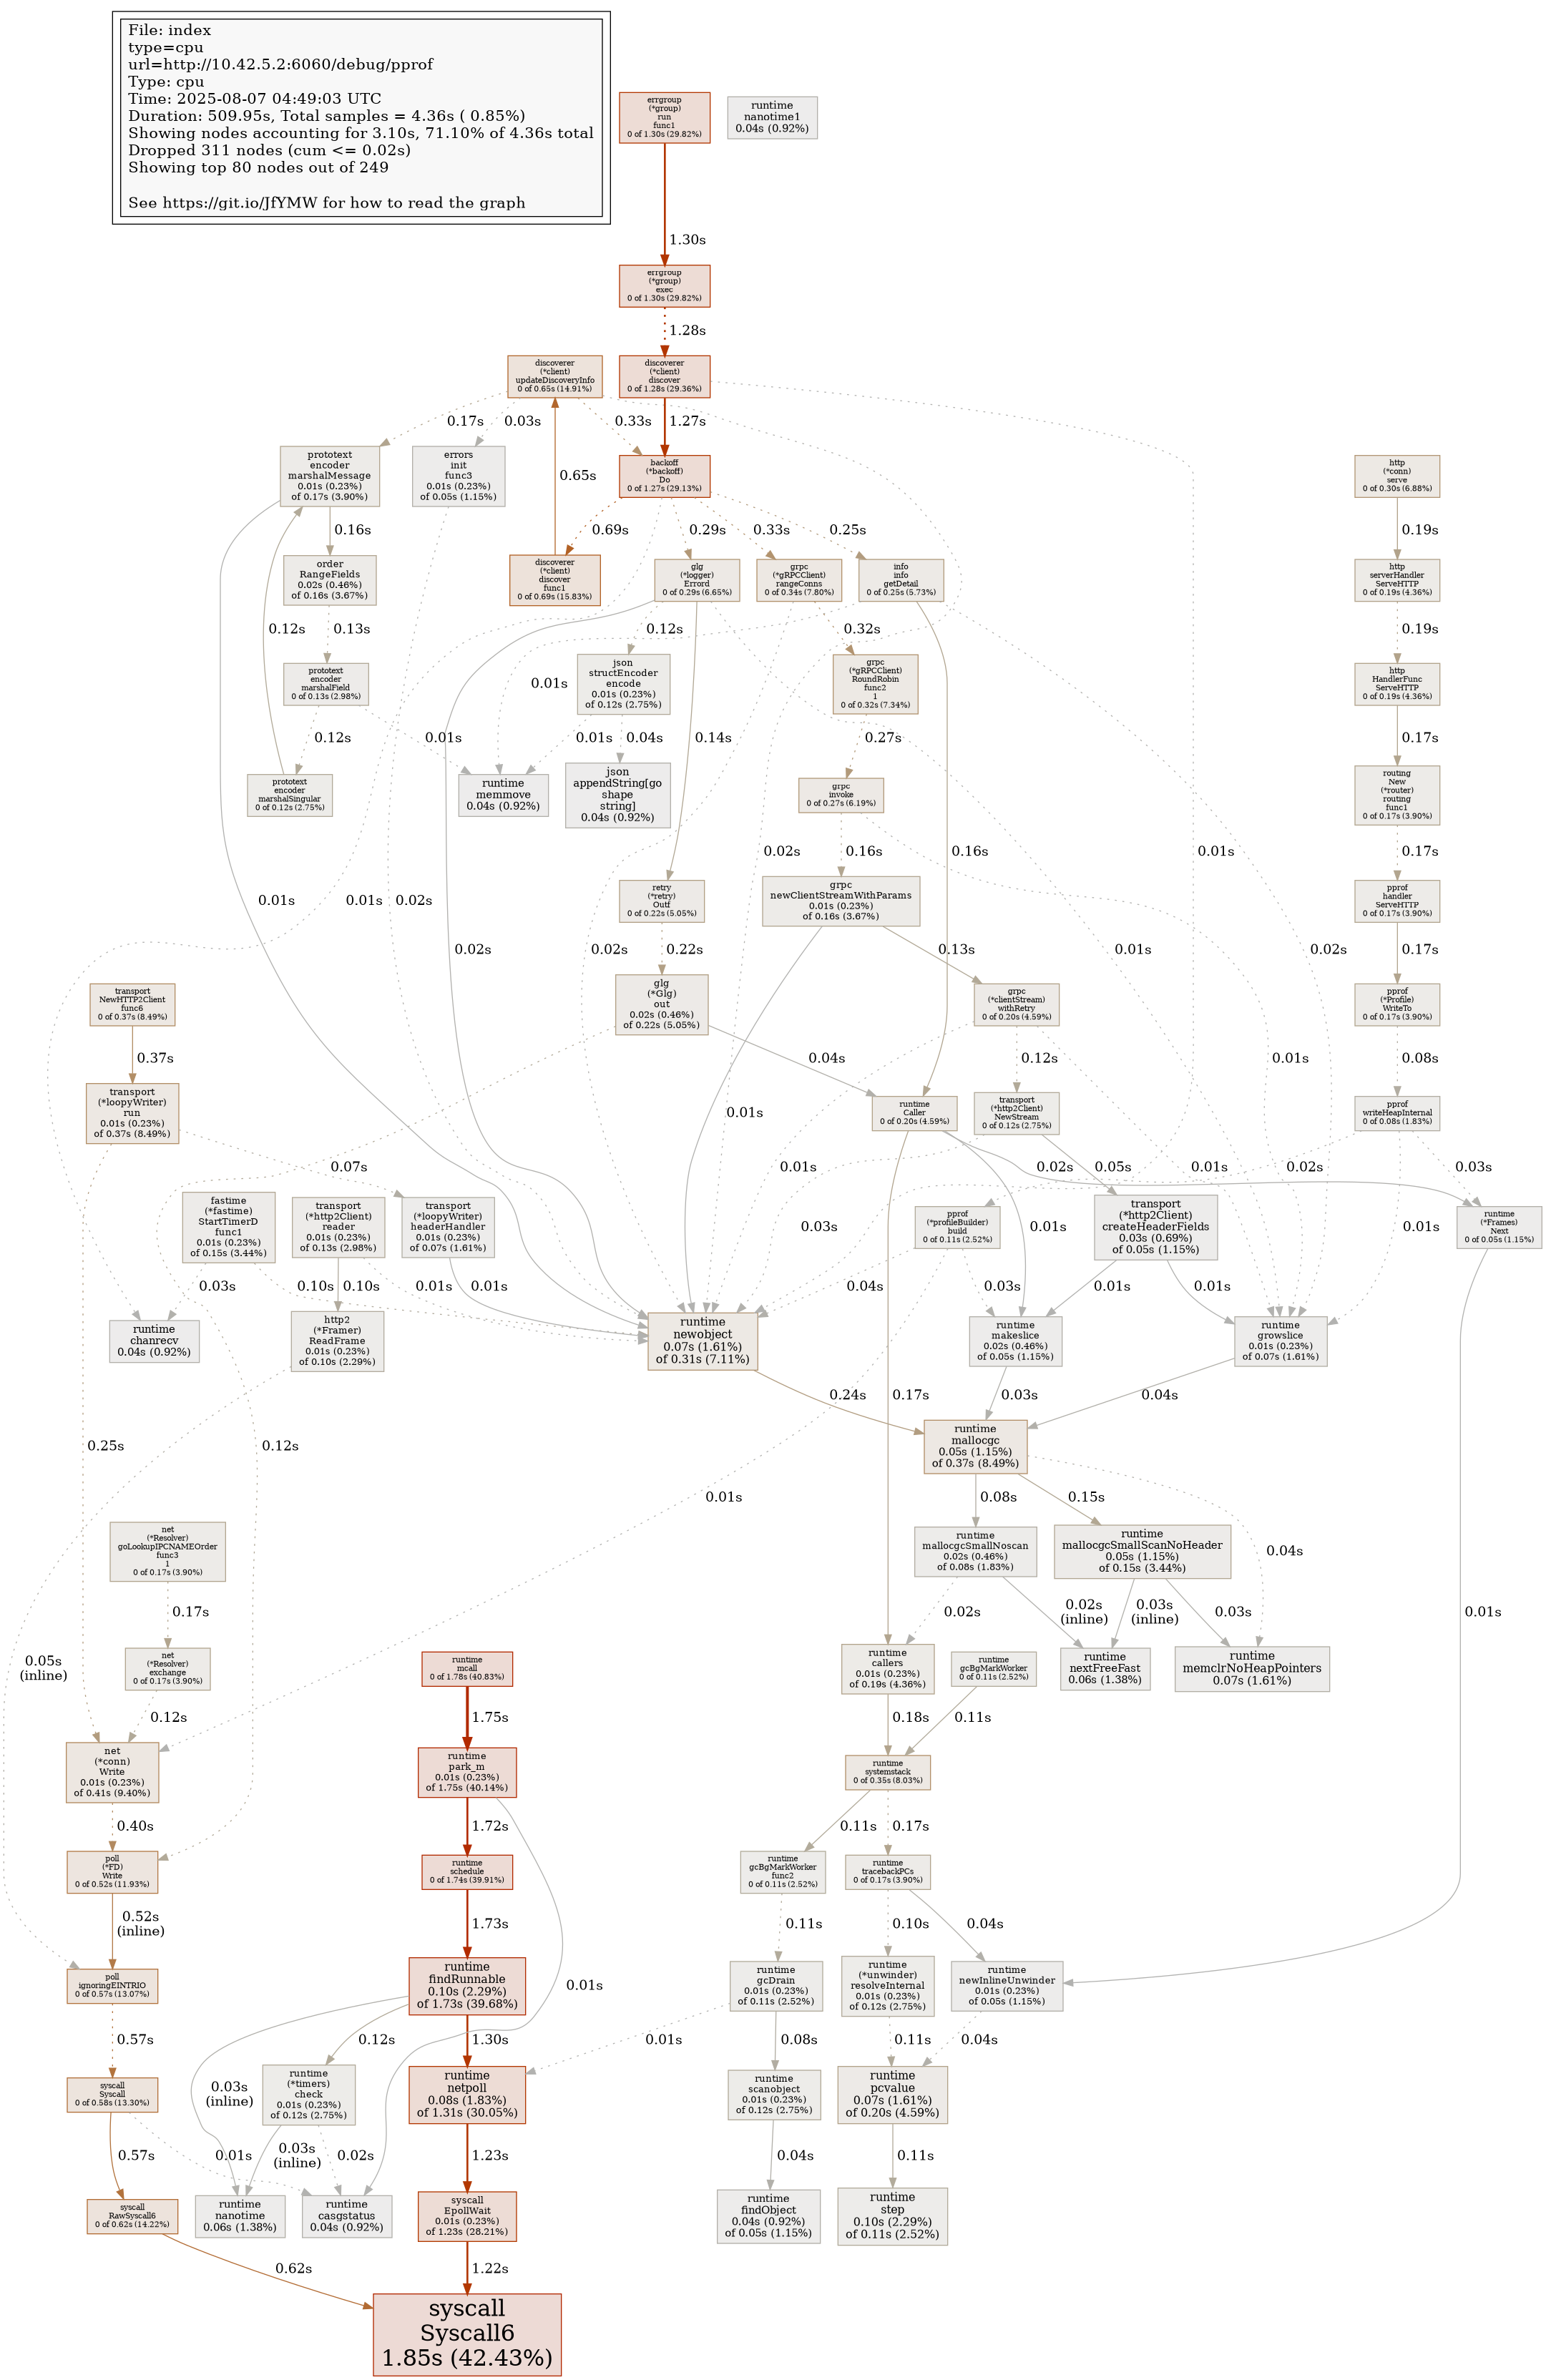 File: index
type=cpu
url=http://10.42.5.2:6060/debug/pprof
Type: cpu
Time: 2025-08-07 04:49:03 UTC
Duration: 509.95s, Total samples = 4.36s ( 0.85%)
Showing nodes accounting for 3.10s, 71.10% of 4.36s total
Dropped 311 nodes (cum <= 0.02s)
Showing top 80 nodes out of 249
See https://git.io/JfYMW for how to read the graph
errgroup
(*group)
run
func1
0 of 1.30s (29.82%)
runtime
nanotime1
0.04s (0.92%)
1.30s
errgroup
(*group)
exec
0 of 1.30s (29.82%)
1.28s
discoverer
(*client)
updateDiscoveryInfo
0 of 0.65s (14.91%)
discoverer
(*client)
discover
0 of 1.28s (29.36%)
0.17s
0.03s
0.33s
1.27s
prototext
encoder
marshalMessage
0.01s (0.23%)
of 0.17s (3.90%)
errors
init
func3
0.01s (0.23%)
of 0.05s (1.15%)
0.65s
backoff
(*backoff)
Do
0 of 1.27s (29.13%)
http
(*conn)
serve
0 of 0.30s (6.88%)
0.16s
0.69s
0.29s
0.33s
0.25s
0.19s
order
RangeFields
0.02s (0.46%)
of 0.16s (3.67%)
discoverer
(*client)
discover
func1
0 of 0.69s (15.83%)
glg
(*logger)
Errord
0 of 0.29s (6.65%)
grpc
(*gRPCClient)
rangeConns
0 of 0.34s (7.80%)
info
info
getDetail
0 of 0.25s (5.73%)
http
serverHandler
ServeHTTP
0 of 0.19s (4.36%)
0.12s
0.13s
0.12s
0.32s
0.19s
prototext
encoder
marshalField
0 of 0.13s (2.98%)
0.01s
json
structEncoder
encode
0.01s (0.23%)
of 0.12s (2.75%)
grpc
(*gRPCClient)
RoundRobin
func2
1
0 of 0.32s (7.34%)
http
HandlerFunc
ServeHTTP
0 of 0.19s (4.36%)
0.12s
0.01s
0.01s
0.04s
0.14s
0.27s
0.17s
prototext
encoder
marshalSingular
0 of 0.12s (2.75%)
runtime
memmove
0.04s (0.92%)
json
appendString[go
shape
string]
0.04s (0.92%)
grpc
invoke
0 of 0.27s (6.19%)
routing
New
(*router)
routing
func1
0 of 0.17s (3.90%)
0.02s
0.16s
0.16s
0.01s
0.17s
0.01s
0.01s
0.02s
retry
(*retry)
Outf
0 of 0.22s (5.05%)
grpc
newClientStreamWithParams
0.01s (0.23%)
of 0.16s (3.67%)
pprof
handler
ServeHTTP
0 of 0.17s (3.90%)
0.02s
0.02s
0.22s
0.13s
0.01s
0.02s
0.17s
transport
NewHTTP2Client
func6
0 of 0.37s (8.49%)
glg
(*Glg)
out
0.02s (0.46%)
of 0.22s (5.05%)
grpc
(*clientStream)
withRetry
0 of 0.20s (4.59%)
pprof
(*Profile)
WriteTo
0 of 0.17s (3.90%)
0.37s
0.04s
0.12s
0.01s
0.08s
transport
(*loopyWriter)
run
0.01s (0.23%)
of 0.37s (8.49%)
0.01s
runtime
Caller
0 of 0.20s (4.59%)
transport
(*http2Client)
NewStream
0 of 0.12s (2.75%)
pprof
writeHeapInternal
0 of 0.08s (1.83%)
0.07s
0.01s
0.02s
0.05s
0.01s
0.02s
0.03s
fastime
(*fastime)
StartTimerD
func1
0.01s (0.23%)
of 0.15s (3.44%)
transport
(*http2Client)
reader
0.01s (0.23%)
of 0.13s (2.98%)
transport
(*loopyWriter)
headerHandler
0.01s (0.23%)
of 0.07s (1.61%)
0.03s
pprof
(*profileBuilder)
build
0 of 0.11s (2.52%)
0.01s
transport
(*http2Client)
createHeaderFields
0.03s (0.69%)
of 0.05s (1.15%)
0.01s
runtime
(*Frames)
Next
0 of 0.05s (1.15%)
0.03s
0.10s
0.10s
0.01s
0.01s
0.04s
0.03s
0.01s
0.01s
runtime
chanrecv
0.04s (0.92%)
http2
(*Framer)
ReadFrame
0.01s (0.23%)
of 0.10s (2.29%)
runtime
newobject
0.07s (1.61%)
of 0.31s (7.11%)
runtime
makeslice
0.02s (0.46%)
of 0.05s (1.15%)
runtime
growslice
0.01s (0.23%)
of 0.07s (1.61%)
0.24s
0.17s
0.03s
0.04s
0.25s
0.12s
runtime
mallocgc
0.05s (1.15%)
of 0.37s (8.49%)
0.01s
0.08s
0.15s
net
(*Resolver)
goLookupIPCNAMEOrder
func3
1
0 of 0.17s (3.90%)
runtime
mallocgcSmallNoscan
0.02s (0.46%)
of 0.08s (1.83%)
runtime
mallocgcSmallScanNoHeader
0.05s (1.15%)
of 0.15s (3.44%)
0.04s
0.17s
0.02s
0.02s
(inline)
0.03s
(inline)
0.03s
0.01s
0.05s
(inline)
net
(*Resolver)
exchange
0 of 0.17s (3.90%)
runtime
mcall
0 of 1.78s (40.83%)
runtime
callers
0.01s (0.23%)
of 0.19s (4.36%)
runtime
gcBgMarkWorker
0 of 0.11s (2.52%)
runtime
nextFreeFast
0.06s (1.38%)
runtime
memclrNoHeapPointers
0.07s (1.61%)
0.12s
1.75s
0.18s
0.11s
net
(*conn)
Write
0.01s (0.23%)
of 0.41s (9.40%)
runtime
park_m
0.01s (0.23%)
of 1.75s (40.14%)
runtime
systemstack
0 of 0.35s (8.03%)
0.40s
1.72s
0.11s
0.17s
poll
(*FD)
Write
0 of 0.52s (11.93%)
runtime
schedule
0 of 1.74s (39.91%)
runtime
gcBgMarkWorker
func2
0 of 0.11s (2.52%)
runtime
tracebackPCs
0 of 0.17s (3.90%)
0.52s
(inline)
1.73s
0.11s
0.10s
0.04s
poll
ignoringEINTRIO
0 of 0.57s (13.07%)
runtime
findRunnable
0.10s (2.29%)
of 1.73s (39.68%)
0.01s
runtime
gcDrain
0.01s (0.23%)
of 0.11s (2.52%)
runtime
(*unwinder)
resolveInternal
0.01s (0.23%)
of 0.12s (2.75%)
runtime
newInlineUnwinder
0.01s (0.23%)
of 0.05s (1.15%)
0.57s
0.12s
1.30s
0.01s
0.08s
0.11s
0.04s
syscall
Syscall
0 of 0.58s (13.30%)
0.03s
(inline)
runtime
(*timers)
check
0.01s (0.23%)
of 0.12s (2.75%)
runtime
netpoll
0.08s (1.83%)
of 1.31s (30.05%)
runtime
scanobject
0.01s (0.23%)
of 0.12s (2.75%)
runtime
pcvalue
0.07s (1.61%)
of 0.20s (4.59%)
0.57s
0.01s
0.03s
(inline)
0.02s
1.23s
0.04s
0.11s
syscall
RawSyscall6
0 of 0.62s (14.22%)
runtime
nanotime
0.06s (1.38%)
runtime
casgstatus
0.04s (0.92%)
syscall
EpollWait
0.01s (0.23%)
of 1.23s (28.21%)
runtime
findObject
0.04s (0.92%)
of 0.05s (1.15%)
runtime
step
0.10s (2.29%)
of 0.11s (2.52%)
0.62s
1.22s
syscall
Syscall6
1.85s (42.43%)